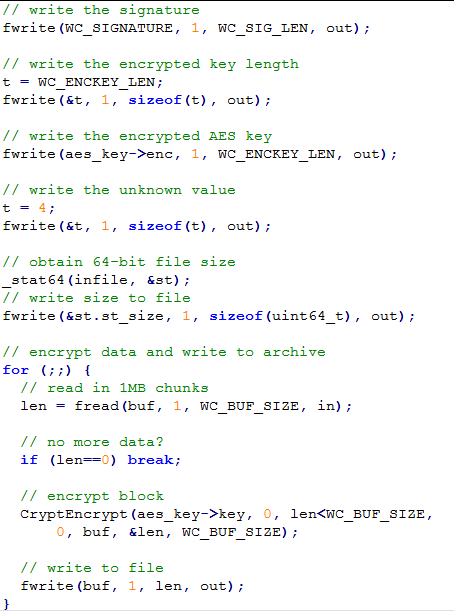 // write the signature
fwrite(WC_SIGNATURE, 1, WC_SIG_LEN, out);
// write the encrypted key length
t = WC_ENCKEY_LEN;
fwrite(&t, 1, sizeof(t), out);
// write the encrypted AES key
fwrite(aes_key->enc, 1, WC_ENCKEY_LEN, out);
// write the unknown value
t = 4;
fwrite(&t, 1, sizeof(t), out);
// obtain 64-bit file size
_stat64(infile, &st);
// write size to file
fwrite(&st.st_size, 1, sizeof(uint64_t), out);
// encrypt data and write to archive
for (;;) {
  // read in 1MB chunks
  len = fread(buf, 1, WC_BUF_SIZE, in);
  // no more data?
  if (len==0) break;
  // encrypt block
  CryptEncrypt(aes_key->key, 0, len<WC_BUF_SIZE,
      0, buf, &len, WC_BUF_SIZE);
  // write to file
  fwrite(buf, 1, len, out);
}